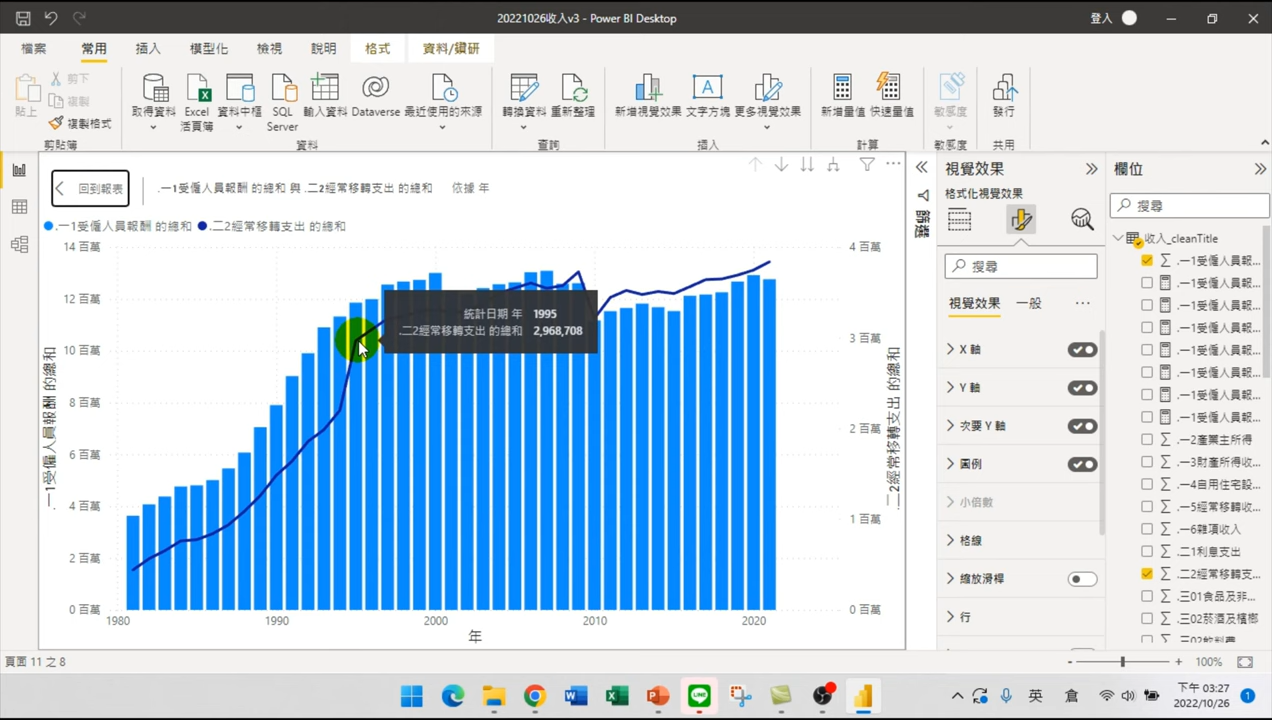 20221026收入v3 - Power BI Desktop
登入
檔案 常用 插入 模型化 檢視 說明 格式 資料/鑽研
貼上
剪下
複製
複製格式
剪貼簿
取得資料
Excel 活頁簿
資料中樞
SQL Server
輸入資料
Dataverse
最近使用的來源
資料
轉換資料
重新整理
查詢
新增視覺效果
文字方塊
更多視覺效果
插入
新增量值
快速量值
計算
敏感度
敏感度
發行
共用
回到報表
.一1受僱人員報酬 的總和 與 .二2經常移轉支出 的總和
依據 年
.一1受僱人員報酬 的總和
.二2經常移轉支出 的總和
14 百萬
12 百萬
10 百萬
8 百萬
6 百萬
4 百萬
2 百萬
0 百萬
.一1受僱人員報酬 的總和
統計日期 年 1995
.二2經常移轉支出 的總和 2,968,708
4 百萬
3 百萬
2 百萬
1 百萬
0 百萬
.二2經常移轉支出 的總和
1980 1990 2000 2010 2020
年
篩選
視覺效果
格式化視覺效果
搜尋
視覺效果 一般
X 軸
Y 軸
次要 Y 軸
圖例
小倍數
格線
縮放滑桿
行
欄位
搜尋
收入_cleanTitle
.一1受僱人員...
.一1受僱人員報...
.一1受僱人員報...
.一1受僱人員報...
.一1受僱人員報...
.一1受僱人員報...
.一1受僱人員報...
.一1受僱人員報...
.一2產業主所得
.一3財產所得收...
.一4自用住宅設...
.一5經常移轉收...
.一6雜項收入
.二1利息支出
.二2經常移轉支...
.三01食品及非...
.三02菸酒及檳榔
.三02飲料費
頁面 11 之 8
100%
英
倉
下午 03:27
2022/10/26
1